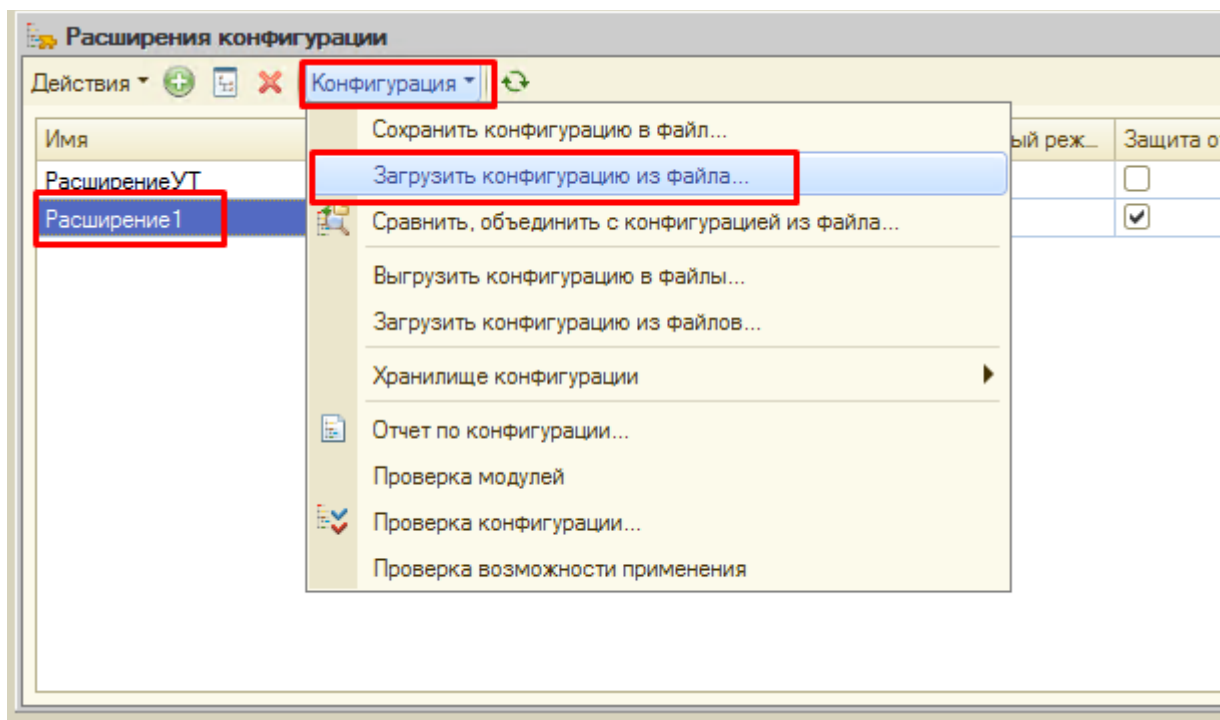 Расширения конфигурации
Действия Конфигурация
Имя ый реж... Защита о
РасширениеУТ
Расширение1
Сохранить конфигурацию в файл...
Загрузить конфигурацию из файла...
Сравнить, объединить с конфигурацией из файла...
Выгрузить конфигурацию в файлы...
Загрузить конфигурацию из файлов...
Хранилище конфигурации
Отчет по конфигурации...
Проверка модулей
Проверка конфигурации...
Проверка возможности применения